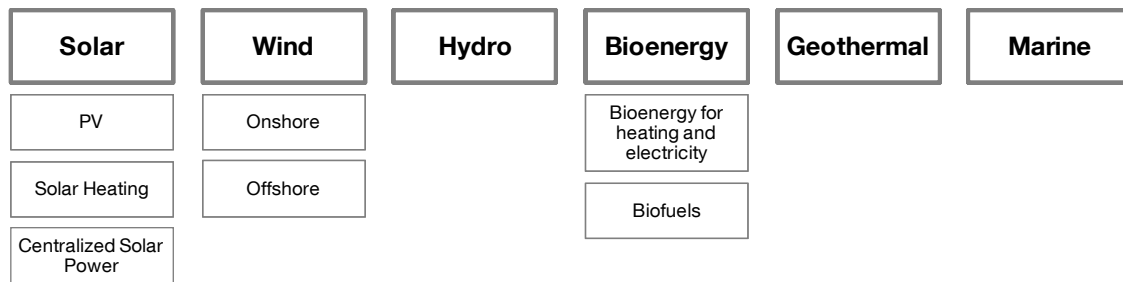 Solar
Wind
Hydro
Bioenergy
Geothermal
Marine
PV
Onshore
Bioenergy for
heating and
electricity
Solar Heating
Offshore
Biofuels
Centralized Solar
Power